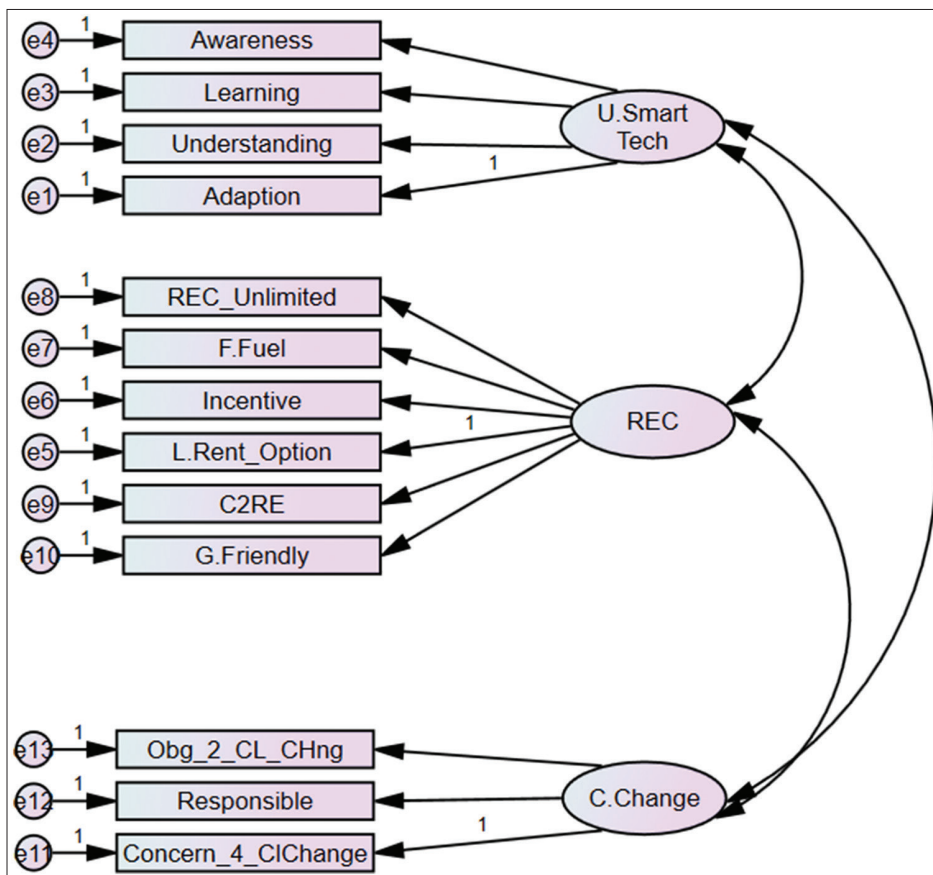 e4 1 Awareness
e3 1 Learning
e2 1 Understanding
e1 1 Adaption
U.Smart
Tech
1
e8 1 REC_Unlimited
e7 1 F.Fuel
e6 1 Incentive
e5 1 L.Rent_Option
e9 1 C2RE
e10 1 G.Friendly
1
REC
e13 1 Obg_2_CL_CHng
e12 1 Responsible
e11 1 Concern_4_ClChange
1
C.Change